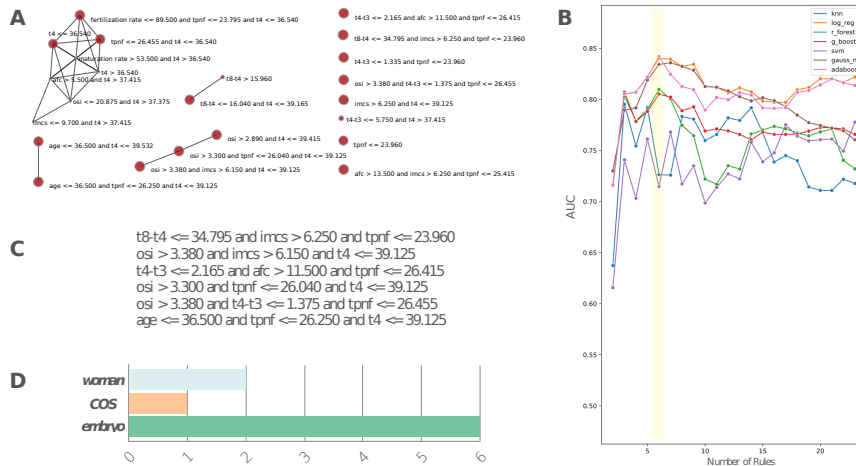 A
fertilization rate <= 89.500 and tpnf <= 23.795 and t4 <= 36.540
t4 <= 36.540
tpnf <= 26.455 and t4 <= 36.540
maturation rate > 53.500 and t4 <= 36.540
t4 > 36.540
afc > 5.500 and t4 > 37.415
osi <= 20.875 and t4 > 37.375
imcs <= 9.700 and t4 > 37.415
age <= 36.500 and t4 <= 39.532
age <= 36.500 and tpnf <= 26.250 and t4 <= 39.125
t8-t4 > 15.960
t8-t4 <= 16.040 and t4 <= 39.165
osi > 2.890 and t4 <= 39.415
osi > 3.300 and tpnf <= 26.040 and t4 <= 39.125
osi > 3.380 and imcs > 6.150 and t4 <= 39.125
t4-t3 <= 2.165 and afc > 11.500 and tpnf <= 26.415
t8-t4 <= 34.795 and imcs > 6.250 and tpnf <= 23.960
t4-t3 <= 1.335 and tpnf <= 23.960
osi > 3.380 and t4-t3 <= 1.375 and tpnf <= 26.455
imcs > 6.250 and t4 <= 39.125
t4-t3 <= 5.750 and t4 > 37.415
tpnf <= 23.960
afc > 13.500 and imcs > 6.250 and tpnf <= 25.415
B
knn
log_reg
r_forest
g_boost
svm
gauss_n
adaboos
0.85
0.80
0.75
0.70
0.65
0.60
0.55
0.50
AUC
5
10
15
20
Number of Rules
C
t8-t4 <= 34.795 and imcs > 6.250 and tpnf <= 23.960
osi > 3.380 and imcs > 6.150 and t4 <= 39.125
t4-t3 <= 2.165 and afc > 11.500 and tpnf <= 26.415
osi > 3.300 and tpnf <= 26.040 and t4 <= 39.125
osi > 3.380 and t4-t3 <= 1.375 and tpnf <= 26.455
age <= 36.500 and tpnf <= 26.250 and t4 <= 39.125
D
woman
COS
embryo
0 1 2 3 4 5 6